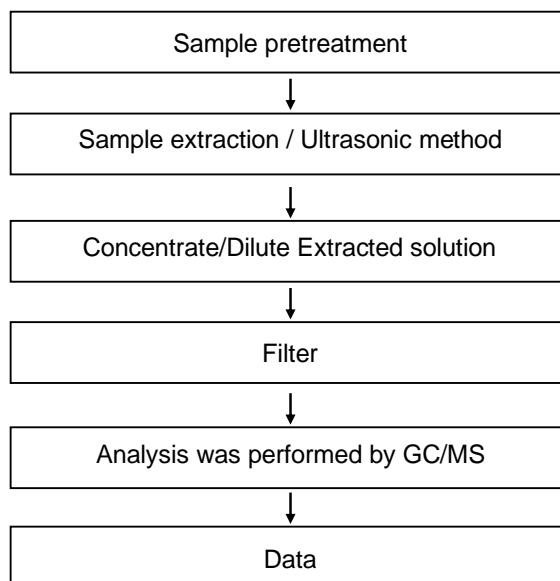 Sample pretreatment
Sample extraction / Ultrasonic method
Concentrate/Dilute Extracted solution
Filter
Analysis was performed by GC/MS
Data